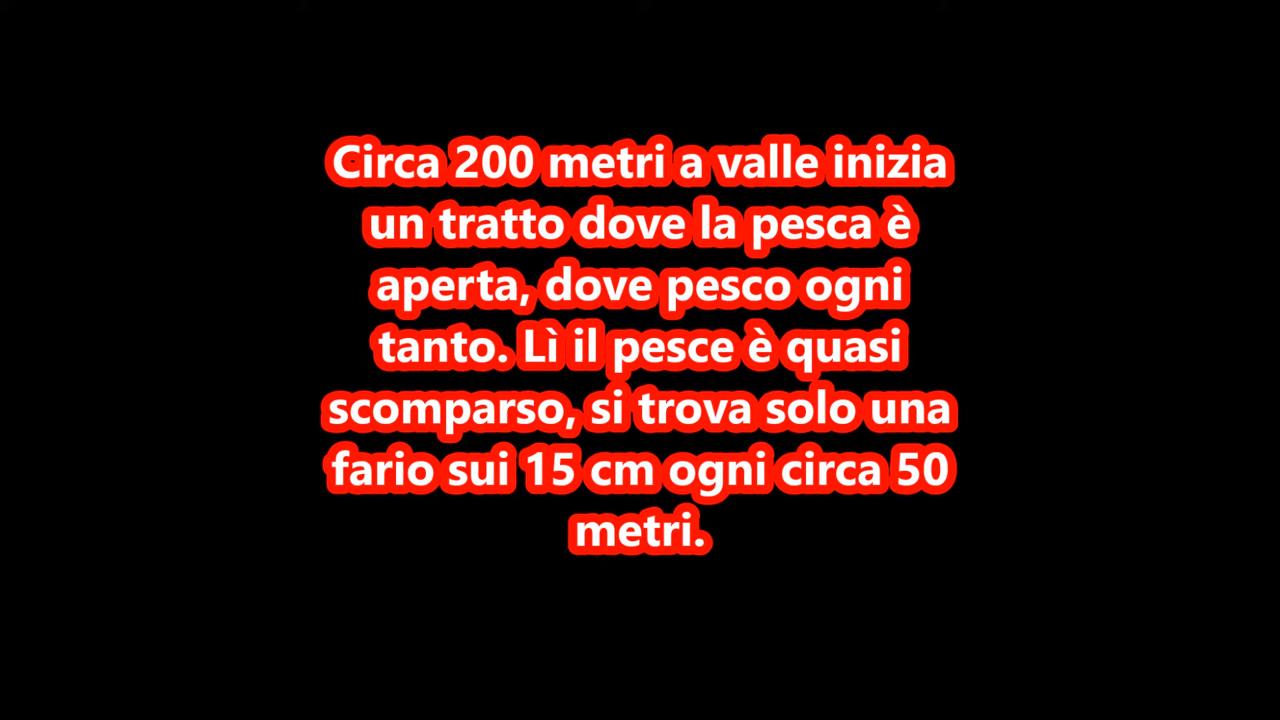 Circa 200 metri a valle inizia
un tratto dove la pesca è
aperta, dove pesco ogni
tanto. Lì il pesce è quasi
scomparso, si trova solo una
fario sui 15 cm ogni circa 50
metri.